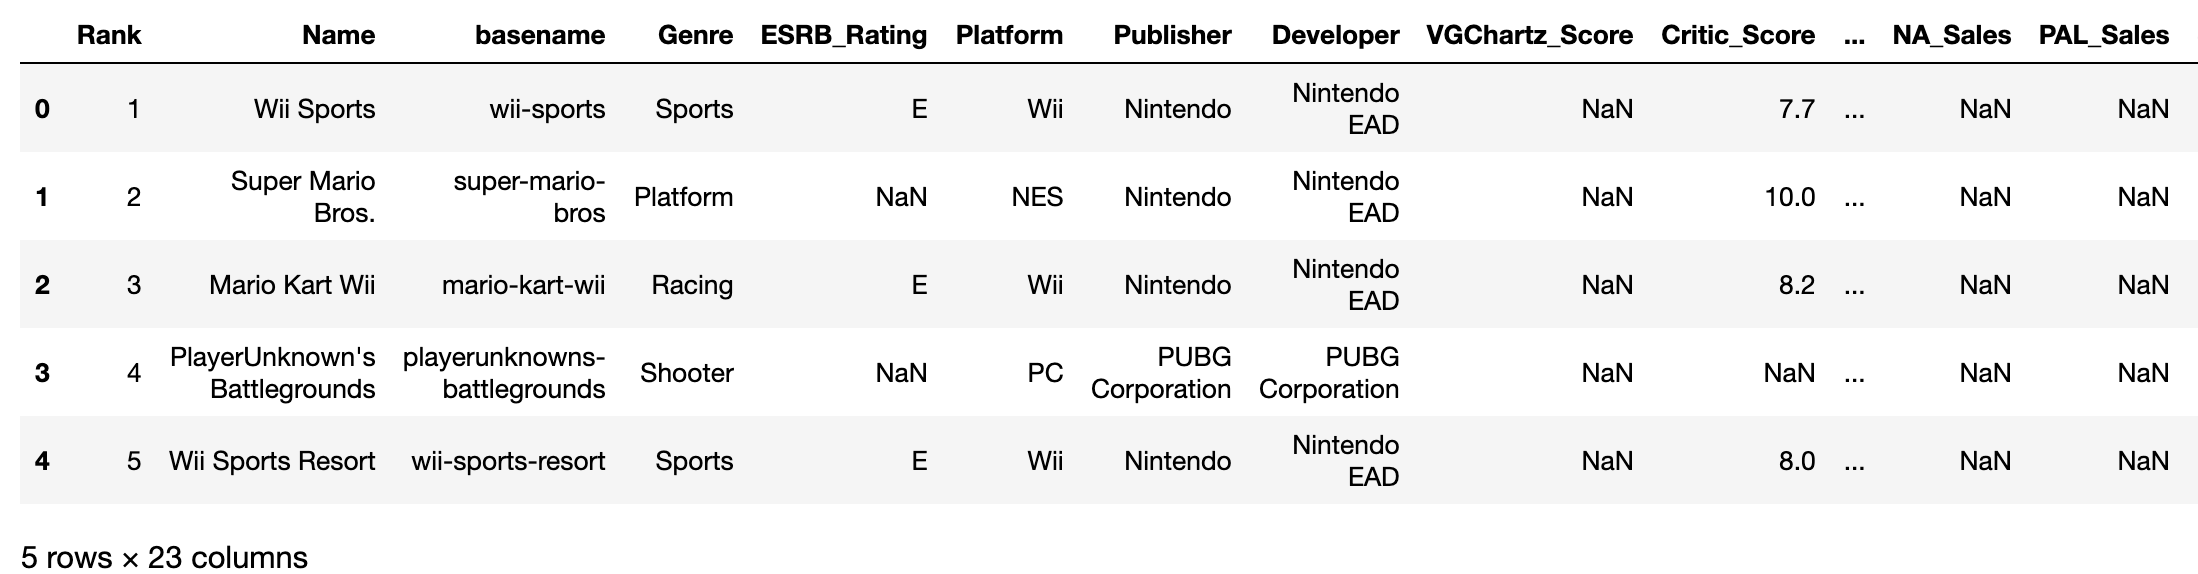 Rank Name basename Genre ESRB_Rating Platform Publisher Developer VGChartz_Score Critic_Score ... NA_Sales PAL_Sales
0 1 Wii Sports wii-sports Sports E Wii Nintendo Nintendo EAD NaN 7.7 ... NaN NaN
1 2 Super Mario Bros. super-mario-bros Platform NaN NES Nintendo Nintendo EAD NaN 10.0 ... NaN NaN
2 3 Mario Kart Wii mario-kart-wii Racing E Wii Nintendo Nintendo EAD NaN 8.2 ... NaN NaN
3 4 PlayerUnknown's Battlegrounds playerunknowns-battlegrounds Shooter NaN PC PUBG Corporation PUBG Corporation NaN NaN ... NaN NaN
4 5 Wii Sports Resort wii-sports-resort Sports E Wii Nintendo Nintendo EAD NaN 8.0 ... NaN NaN
5 rows × 23 columns